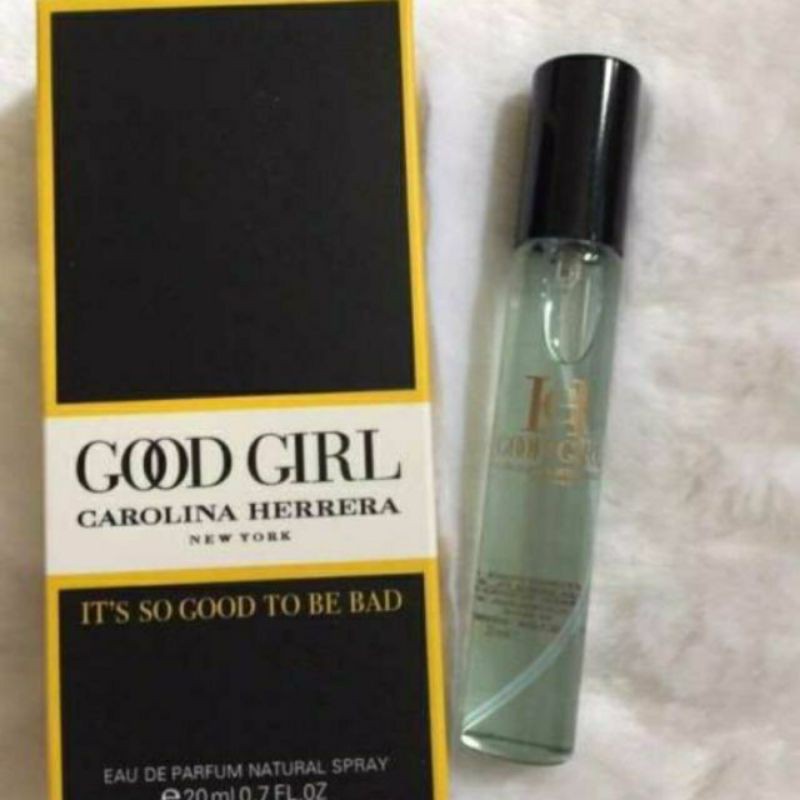 GOOD GIRL
CAROLINA HERRERA
NEW YORK
IT'S SO GOOD TO BE BAD
EAU DE PARFUM NATURAL SPRAY
℮20ml 0.7 FL.OZ
GOOD GIRL